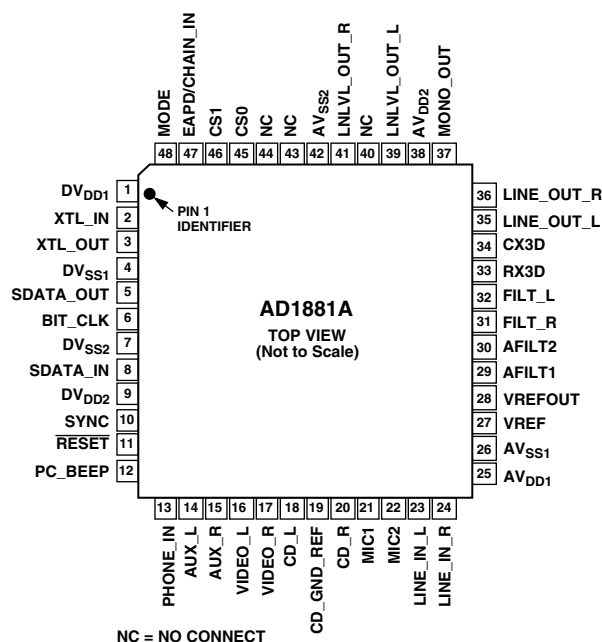 MODE
EAPD/CHAIN_IN
CS1
CS0
NC
NC
AVSS2
LNLVL_OUT_R
NC
LNLVL_OUT_L
AVDD2
MONO_OUT
48 47 46 45 44 43 42 41 40 39 38 37
DVDD1 1
XTL_IN 2
XTL_OUT 3
DVSS1 4
SDATA_OUT 5
BIT_CLK 6
DVSS2 7
SDATA_IN 8
DVDD2 9
SYNC 10
RESET 11
PC_BEEP 12
PIN 1
IDENTIFIER
AD1881A
TOP VIEW
(Not to Scale)
36 LINE_OUT_R
35 LINE_OUT_L
34 CX3D
33 RX3D
32 FILT_L
31 FILT_R
30 AFILT2
29 AFILT1
28 VREFOUT
27 VREF
26 AVSS1
25 AVDD1
13 14 15 16 17 18 19 20 21 22 23 24
PHONE_IN
AUX_L
AUX_R
VIDEO_L
VIDEO_R
CD_L
CD_GND_REF
CD_R
MIC1
MIC2
LINE_IN_L
LINE_IN_R
NC = NO CONNECT